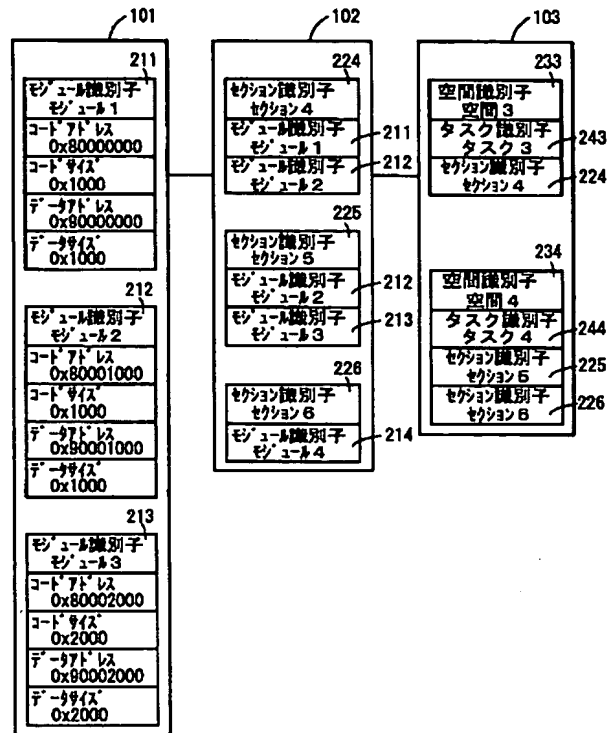 101
211
モジュール識別子
モジュール1
コードアドレス
0x80000000
コードサイズ
0x1000
データアドレス
0x90000000
データサイズ
0x1000
212
モジュール識別子
モジュール2
コードアドレス
0x80001000
コードサイズ
0x1000
データアドレス
0x90001000
データサイズ
0x1000
213
モジュール識別子
モジュール3
コードアドレス
0x80002000
コードサイズ
0x2000
データアドレス
0x90002000
データサイズ
0x2000
102
224
セクション識別子
セクション4
モジュール識別子
モジュール1
211
モジュール識別子
モジュール2
212
225
セクション識別子
セクション5
モジュール識別子
モジュール2
212
モジュール識別子
モジュール3
213
226
セクション識別子
セクション6
モジュール識別子
モジュール4
214
103
233
空間識別子
空間3
タスク識別子
タスク3
243
セクション識別子
セクション4
224
234
空間識別子
空間4
タスク識別子
タスク4
244
セクション識別子
セクション5
225
セクション識別子
セクション6
226